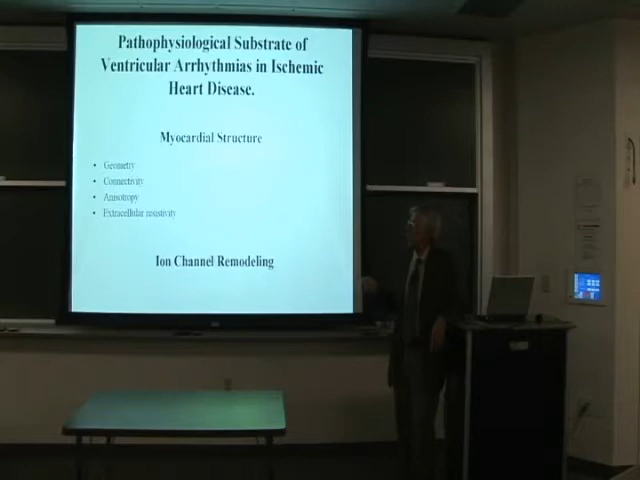 Pathophysiological Substrate of
Ventricular Arrhythmias in Ischemic
Heart Disease.
Myocardial Structure
• Geometry
• Connectivity
• Anisotropy
• Extracellular resistivity
Ion Channel Remodeling